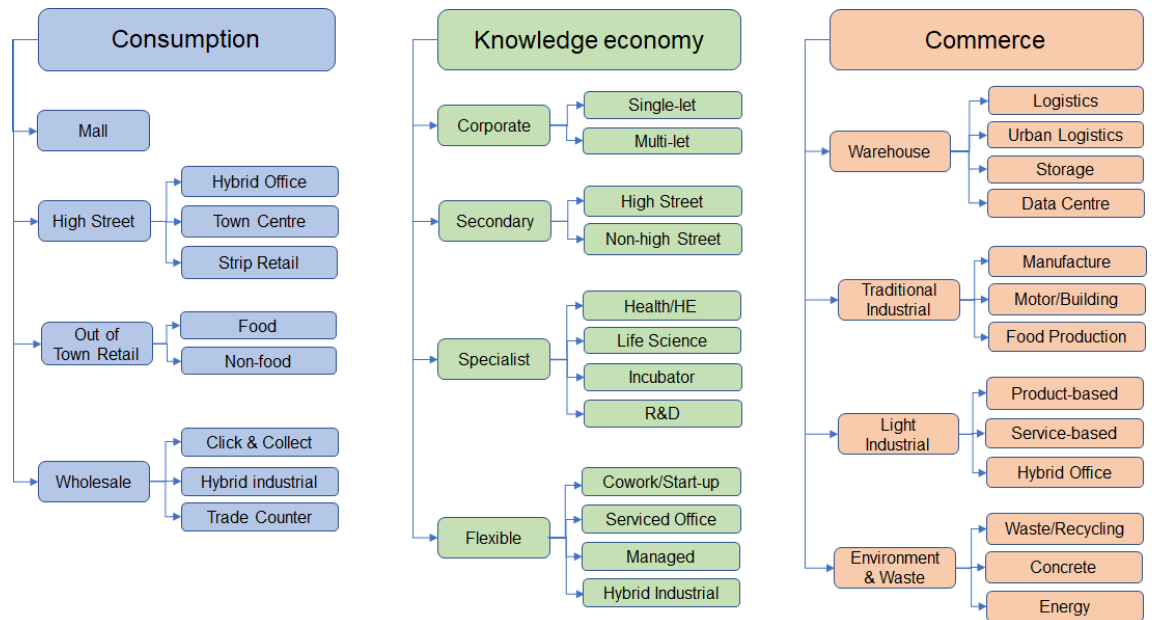 Consumption
Mall
High Street
Hybrid Office
Town Centre
Strip Retail
Out of
Town Retail
Food
Non-food
Wholesale
Click & Collect
Hybrid industrial
Trade Counter
Knowledge economy
Corporate
Single-let
Multi-let
Secondary
High Street
Non-high Street
Specialist
Health/HE
Life Science
Incubator
R&D
Flexible
Cowork/Start-up
Serviced Office
Managed
Hybrid Industrial
Commerce
Warehouse
Logistics
Urban Logistics
Storage
Data Centre
Traditional
Industrial
Manufacture
Motor/Building
Food Production
Light
Industrial
Product-based
Service-based
Hybrid Office
Environment
& Waste
Waste/Recycling
Concrete
Energy